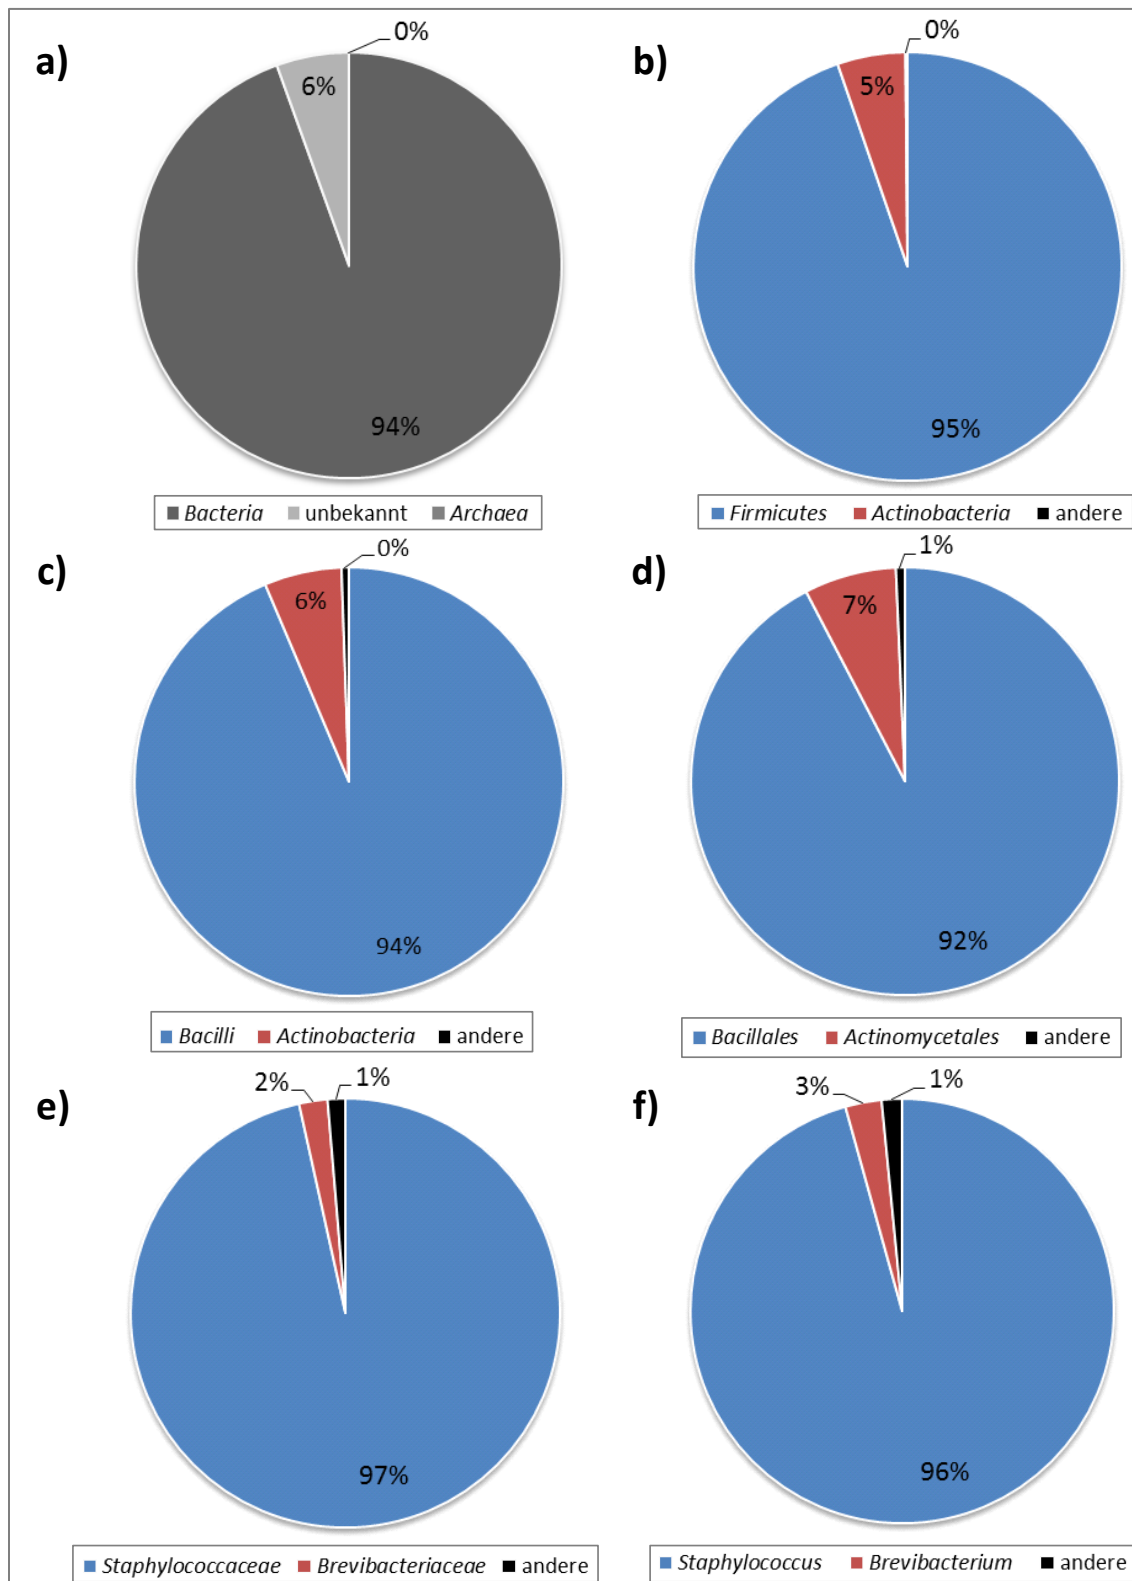 a)
0%
6%
94%
Bacteria unbekannt Archaea
b)
0%
5%
95%
Firmicutes Actinobacteria andere
c)
0%
6%
94%
Bacilli Actinobacteria andere
d)
1%
7%
92%
Bacillales Actinomycetales andere
e)
2% 1%
97%
Staphylococcaceae Brevibacteriaceae andere
f)
3% 1%
96%
Staphylococcus Brevibacterium andere